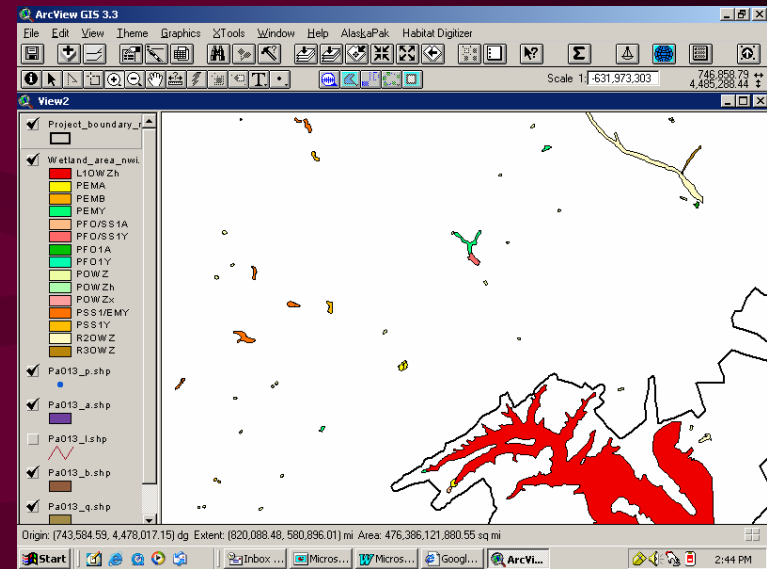 ArcView GIS 3.3
File Edit View Theme Graphics XTools Window Help AlaskaPak Habitat Digitizer
Scale 1: -631,973,303
746,858.79
4,485,288.44
View2
Project_boundary_r
Wetland_area_nwi.
L1OWZh
PEMA
PEMB
PEMY
PFO/SS1A
PFO/SS1Y
PFO1A
PFO1Y
POWZ
POWZh
POWZx
PSS1/EMY
PSS1Y
R2OWZ
R3OWZ
Pa013_p.shp
Pa013_a.shp
Pa013_l.shp
Pa013_b.shp
Pa013_q.shp
Origin: (743,584.59, 4,478,017.15) dg Extent: (820,088.48, 580,896.01) mi Area: 476,386,121,880.55 sq mi
Start Inbox ... Micros... Micros... Googl... ArcVi... 2:44 PM